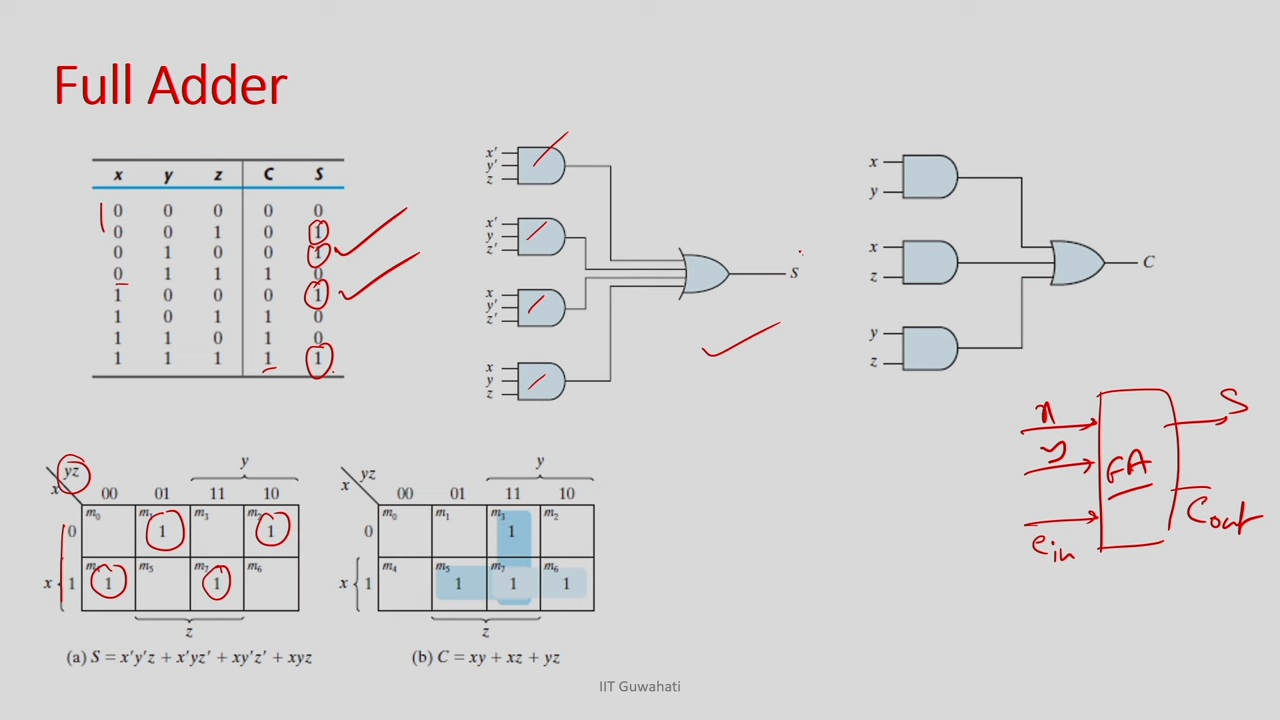 Full Adder
x y z C S
0 0 0 0 0
0 0 1 0 1
0 1 0 0 1
0 1 1 1 0
1 0 0 0 1
1 0 1 1 0
1 1 0 1 0
1 1 1 1 1
x'
y'
z
x'
y
z'
x
y'
z'
x
y
z
S
x
y
x
z
y
z
C
x
y
Cin
FA
S
Cout
yz
x
y
00 01 11 10
0
x 1
m0 m1 m3 m2
1 1
m4 m5 m7 m6
1 1
z
(a) S = x'y'z + x'yz' + xy'z' + xyz
yz
x
y
00 01 11 10
0
x 1
m0 m1 m3 m2
1
m4 m5 m7 m6
1 1 1
z
(b) C = xy + xz + yz
IIT Guwahati